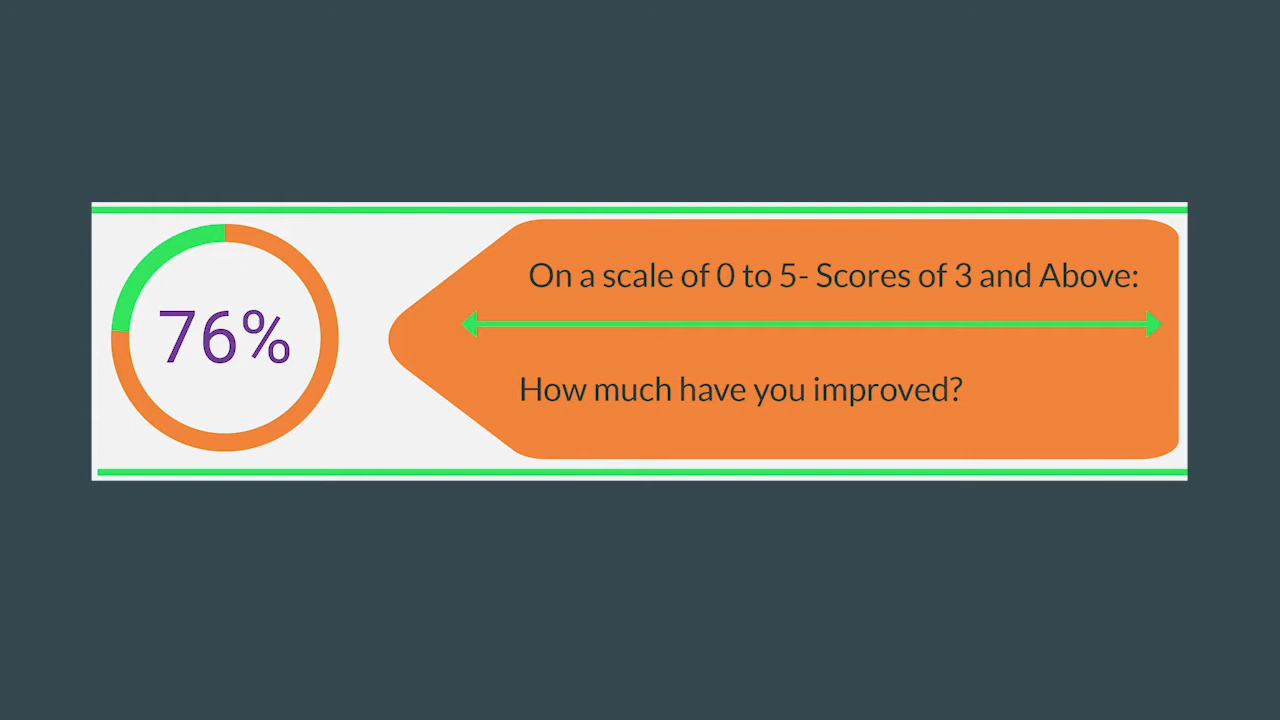 76%
On a scale of 0 to 5- Scores of 3 and Above:
How much have you improved?